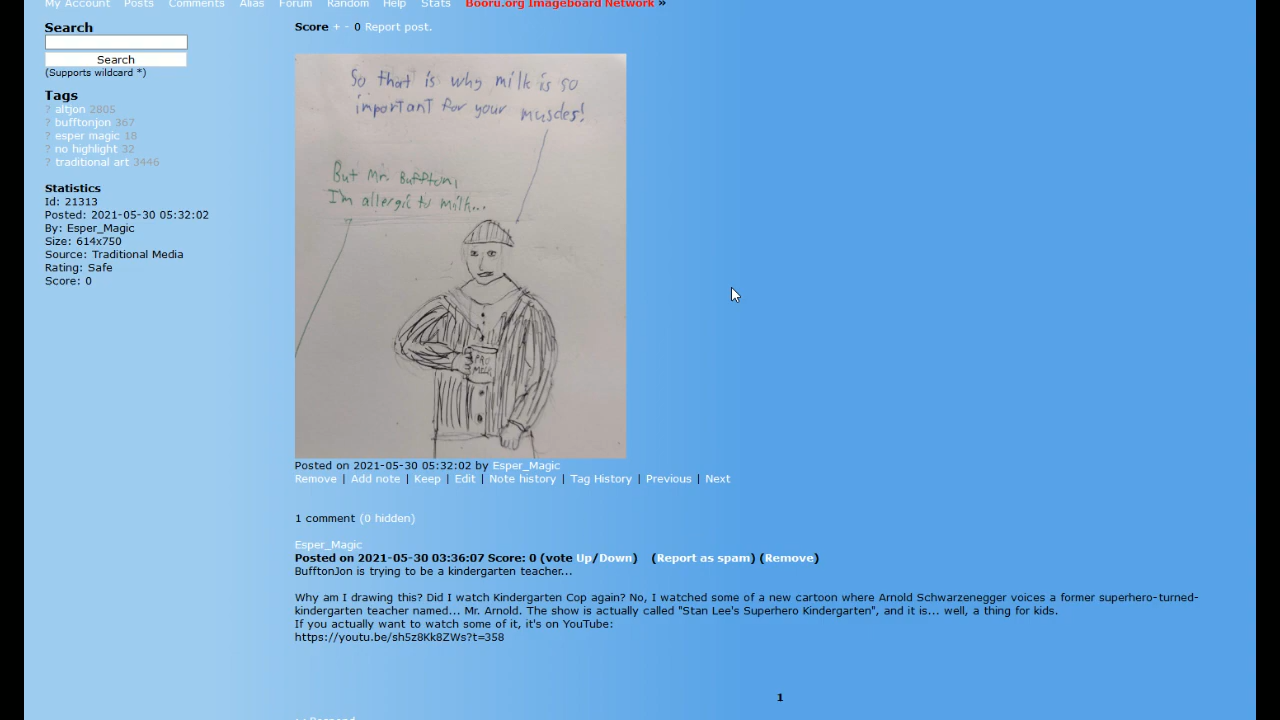 My Account Posts Comments Alias Forum Random Help Stats Booru.org Imageboard Network »
Search
Search
(Supports wildcard *)
Tags
? altjon 2805
? bufftonjon 367
? esper magic 18
? no highlight 32
? traditional art 3446
Statistics
Id: 21313
Posted: 2021-05-30 05:32:02
By: Esper_Magic
Size: 614x750
Source: Traditional Media
Rating: Safe
Score: 0
Score + - 0 Report post.
So that is why milk is so
important for your muscles!
But Mr. Buffton,
I'm allergic to milk...
PRO
MILK
Posted on 2021-05-30 05:32:02 by Esper_Magic
Remove | Add note | Keep | Edit | Note history | Tag History | Previous | Next
1 comment (0 hidden)
Esper_Magic
Posted on 2021-05-30 03:36:07 Score: 0 (vote Up/Down) (Report as spam) (Remove)
BufftonJon is trying to be a kindergarten teacher...
Why am I drawing this? Did I watch Kindergarten Cop again? No, I watched some of a new cartoon where Arnold Schwarzenegger voices a former superhero-turned-
kindergarten teacher named... Mr. Arnold. The show is actually called "Stan Lee's Superhero Kindergarten", and it is... well, a thing for kids.
If you actually want to watch some of it, it's on YouTube:
https://youtu.be/sh5z8Kk8ZWs?t=358
1